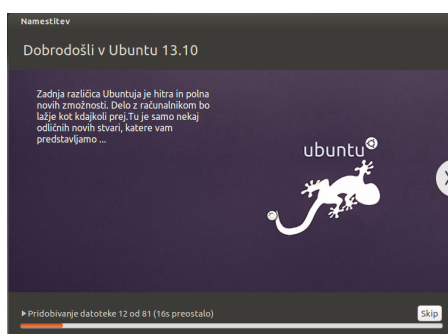 Namestitev
Dobrodošli v Ubuntu 13.10
Zadnja različica Ubuntuja je hitra in polna
novih zmožnosti. Delo z računalnikom bo
lažje kot kdajkoli prej.Tu je samo nekaj
odličnih novih stvari, katere vam
predstavljamo ...
ubuntu
Pridobivanje datoteke 12 od 81 (16s preostalo)
Skip